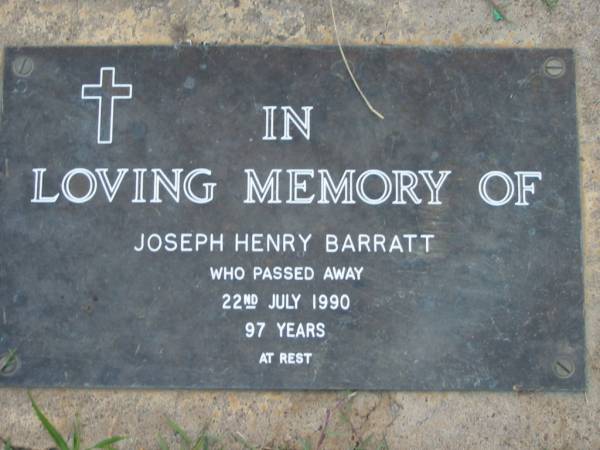 IN
LOVING MEMORY OF
JOSEPH HENRY BARRATT
WHO PASSED AWAY
22ND JULY 1990
97 YEARS
AT REST